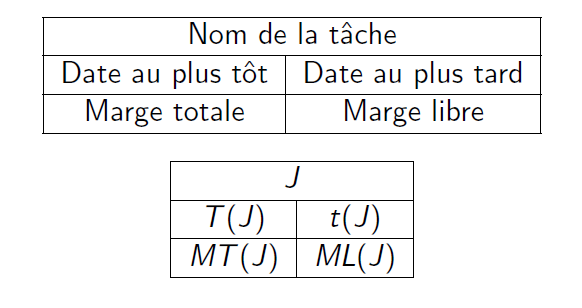 Nom de la tâche
Date au plus tôt Date au plus tard
Marge totale Marge libre
J
T(J) t(J)
MT(J) ML(J)